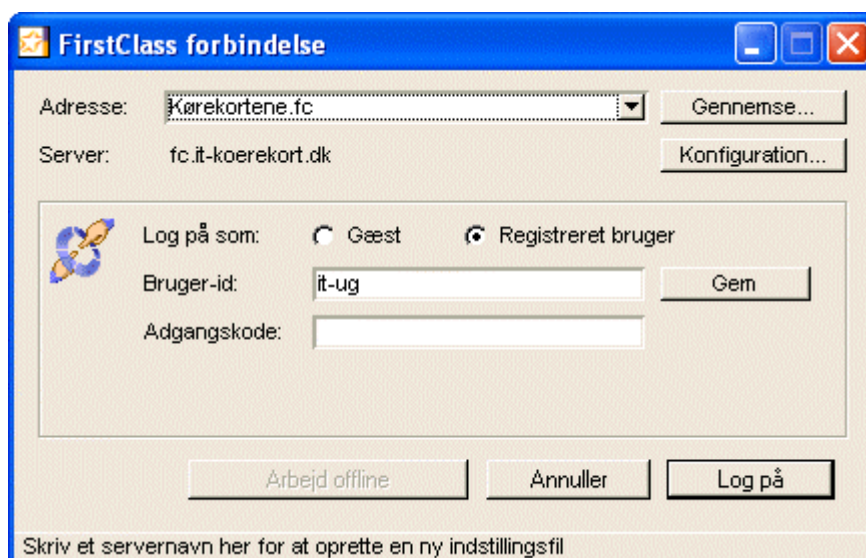 FirstClass forbindelse
Adresse: Kørekortene.fc Gennemse...
Server: fc.it-koerekort.dk Konfiguration...
Log på som: Gæst Registreret bruger
Bruger-id: it-ug Gem
Adgangskode:
Arbejd offline Annuller Log på
Skriv et servernavn her for at oprette en ny indstillingsfil